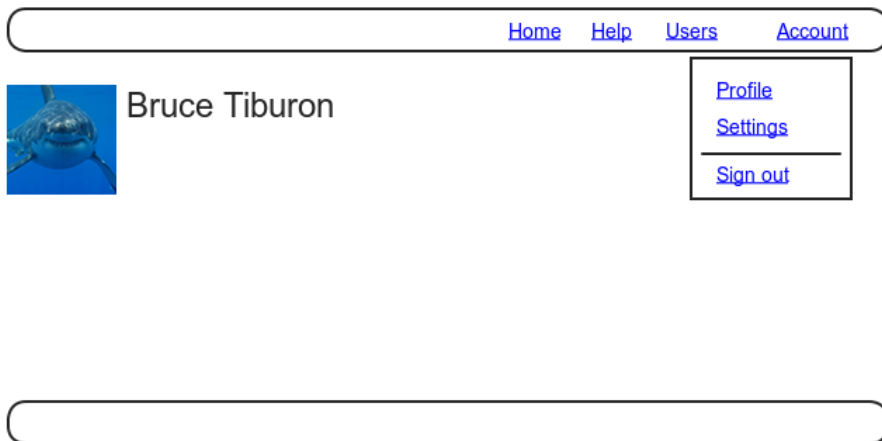 Home Help Users Account
Profile
Bruce Tiburon
Settings
Sign out